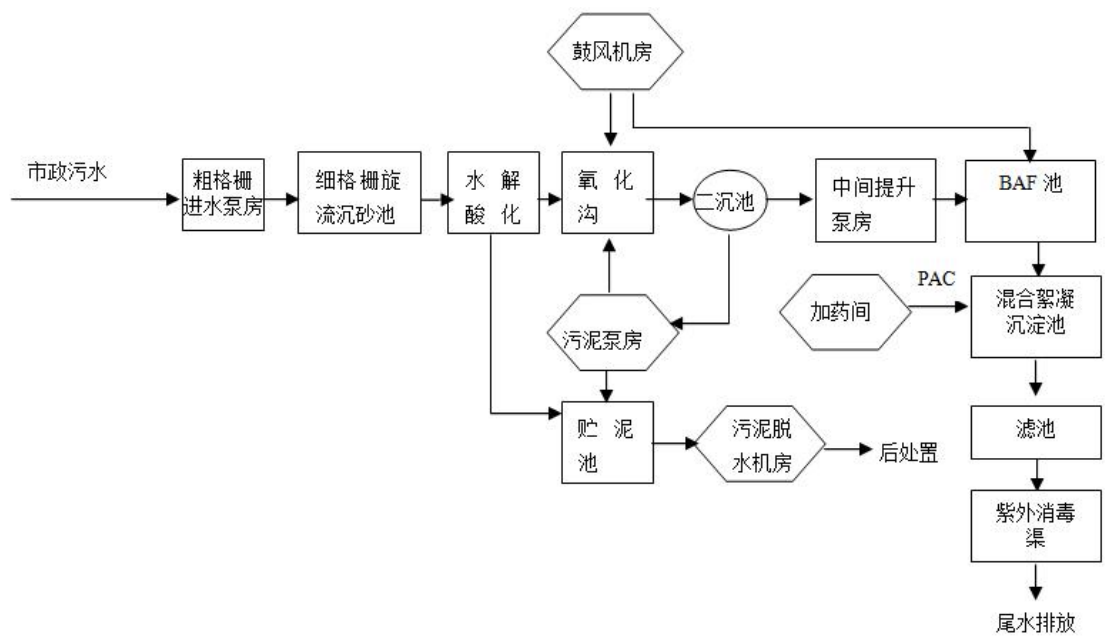 鼓风机房
市政污水
粗格栅
进水泵房
细格栅旋
流沉砂池
水解
酸化
氧化
沟
二沉池
中间提升
泵房
BAF 池
PAC
加药间
混合絮凝
沉淀池
污泥泵房
贮泥
池
污泥脱
水机房
后处置
滤池
紫外消毒
渠
尾水排放